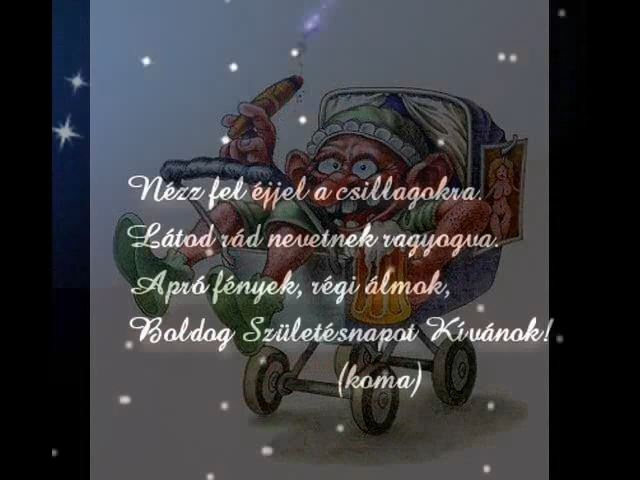 Nézz fel éjjel a csillagokra.
Látod rád nevetnek ragyogva.
Apró fények, régi álmok,
Boldog Születésnapot Kívánok!
(koma)